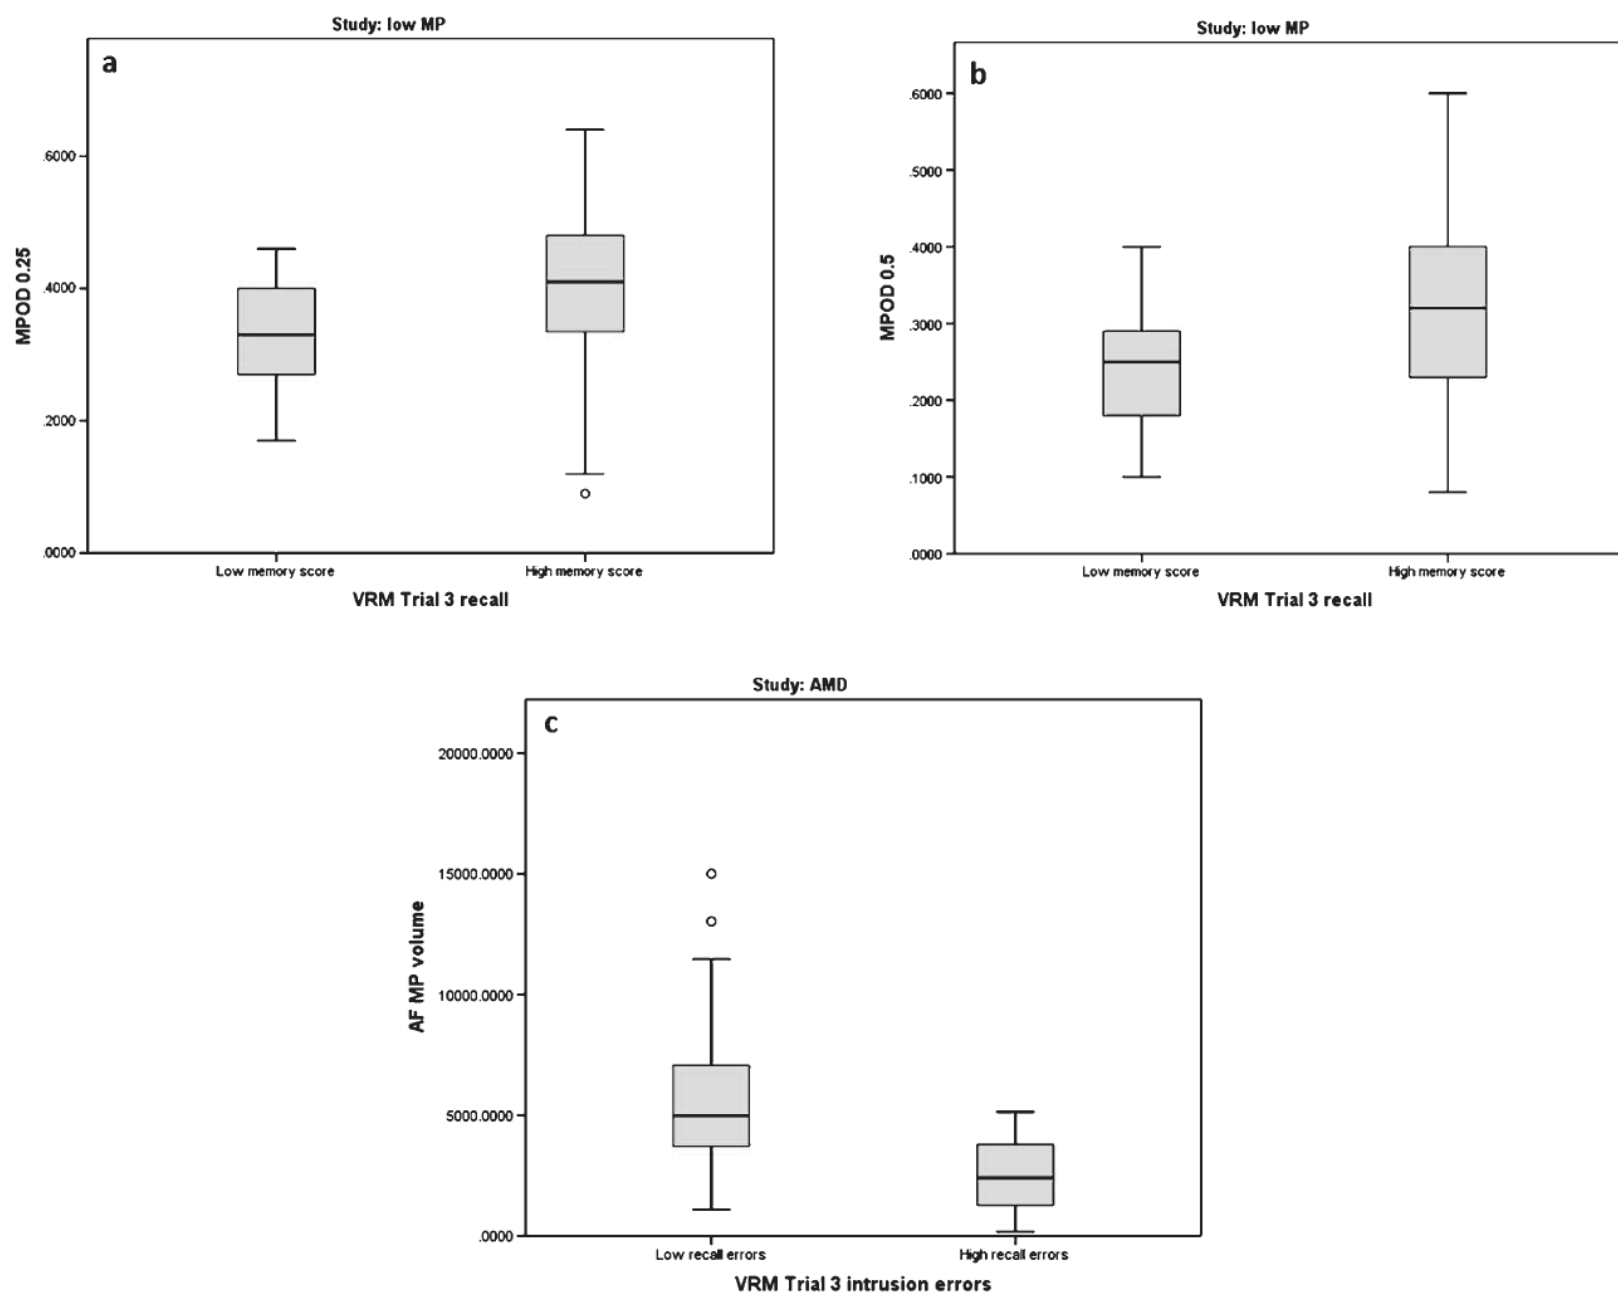 Study: low MP
a
.6000
.4000
.2000
.0000
MPOD 0.25
Low memory score
High memory score
VRM Trial 3 recall
Study: low MP
b
.6000
.5000
.4000
.3000
.2000
.1000
.0000
MPOD 0.5
Low memory score
High memory score
VRM Trial 3 recall
Study: AMD
c
20000.0000
15000.0000
10000.0000
5000.0000
.0000
AF MP volume
Low recall errors
High recall errors
VRM Trial 3 intrusion errors